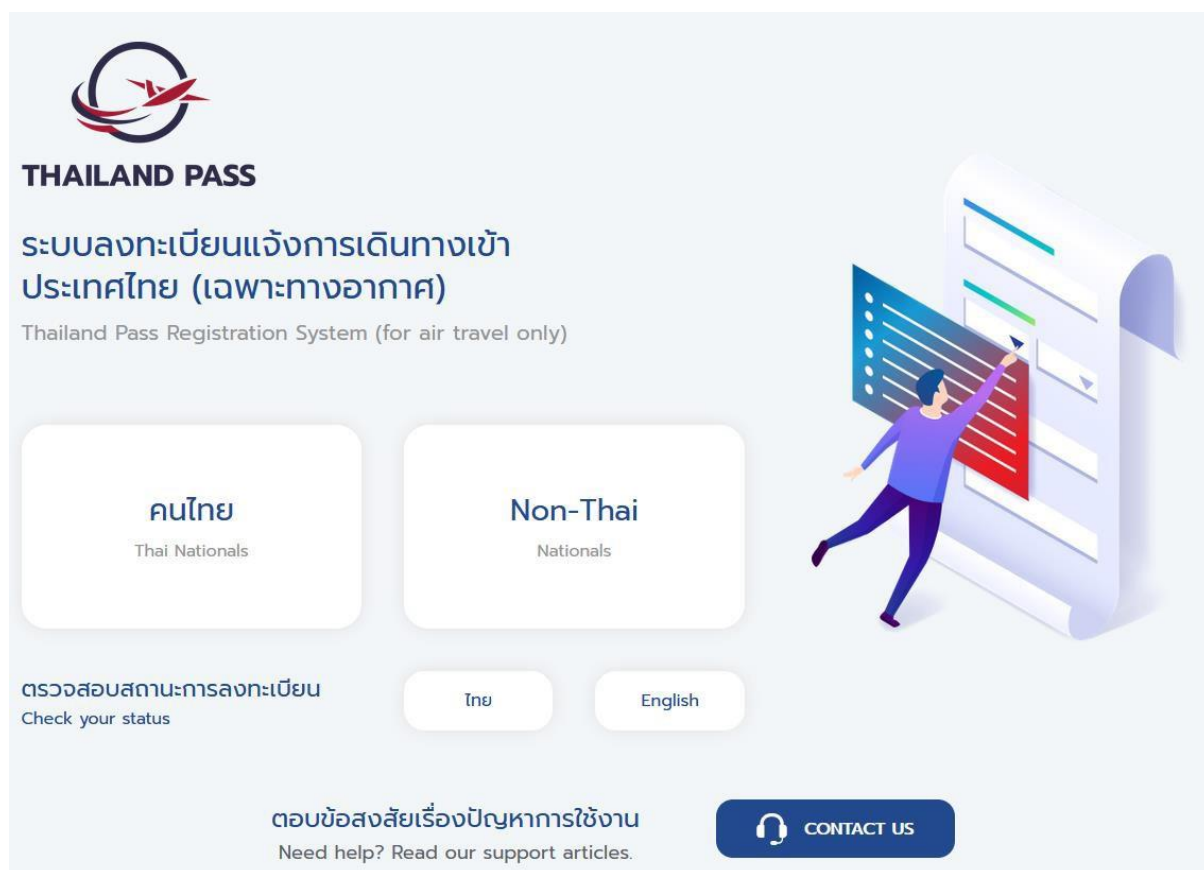 THAILAND PASS
ระบบลงทะเบียนแจ้งการเดินทางเข้า
ประเทศไทย (เฉพาะทางอากาศ)
Thailand Pass Registration System (for air travel only)
คนไทย
Thai Nationals
Non-Thai
Nationals
ตรวจสอบสถานะการลงทะเบียน
Check your status
ไทย
English
ตอบข้อสงสัยเรื่องปัญหาการใช้งาน
Need help? Read our support articles.
CONTACT US